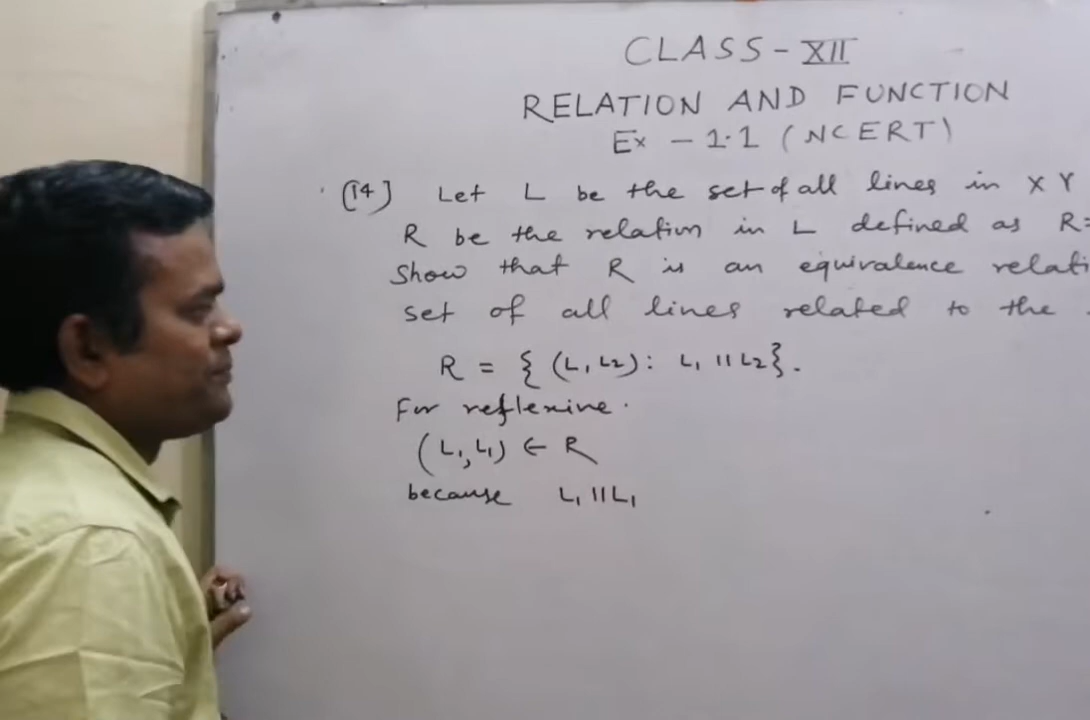 CLASS - XII
RELATION AND FUNCTION
Ex - 1.1 (NCERT)
(14] Let L be the set of all lines in X Y
R be the relation in L defined as R=
Show that R is an equivalence relati
set of all lines related to the
R = { (L₁ L₂) : L₁ || L₂}.
For reflexive.
(L₁, L₁) ∈ R
because L₁ || L₁